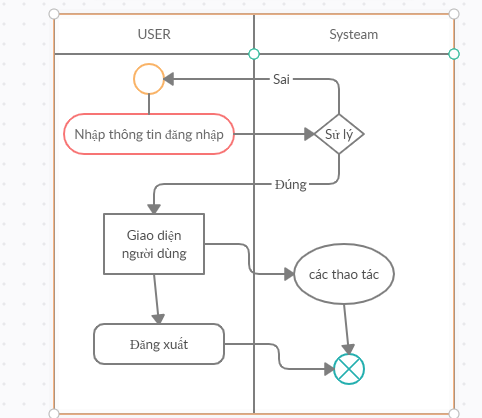 USER
Systeam
Sai
Nhập thông tin đăng nhập
Sử lý
Đúng
Giao diện
người dùng
các thao tác
Đăng xuất